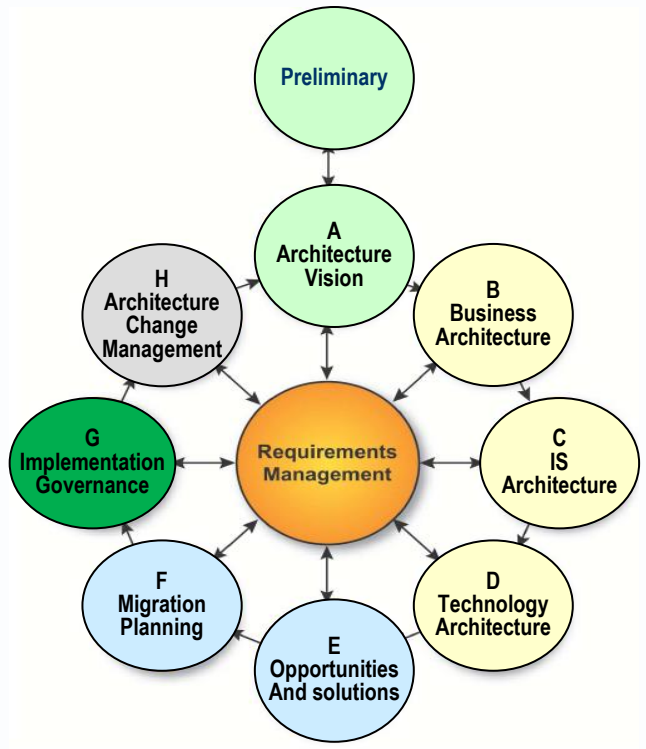 Preliminary
A
Architecture
Vision
B
Business
Architecture
C
IS
Architecture
D
Technology
Architecture
E
Opportunities
And solutions
F
Migration
Planning
G
Implementation
Governance
H
Architecture
Change
Management
Requirements
Management